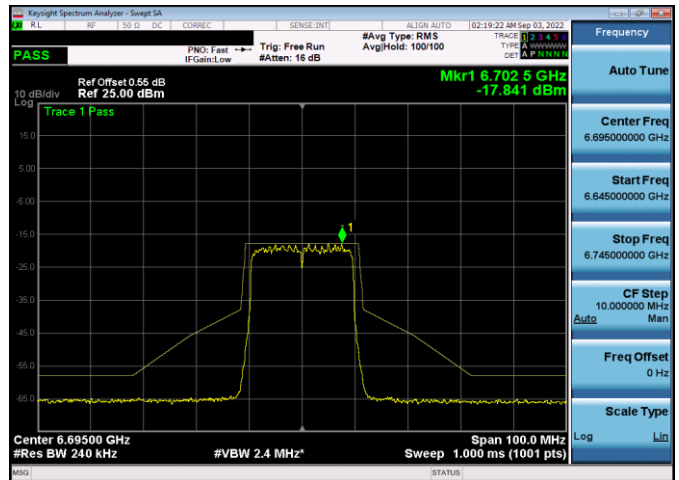 Keysight Spectrum Analyzer - Swept SA
RL RF 50 Ω DC CORREC SENSE:INT ALIGN AUTO 02:19:22 AM Sep 03, 2022
PASS
PNO: Fast
IFGain:Low
Trig: Free Run
#Atten: 16 dB
#Avg Type: RMS
Avg|Hold: 100/100
TRACE 1 2 3 4 5 6
TYPE A WWWWW
DET A P N N N N
Ref Offset 0.55 dB
Ref 25.00 dBm
Mkr1 6.702 5 GHz
-17.841 dBm
10 dB/div
Log
Trace 1 Pass
15.0
5.00
-5.00
-15.0
-25.0
-35.0
-45.0
-55.0
-65.0
1
Center 6.69500 GHz
Span 100.0 MHz
#Res BW 240 kHz
#VBW 2.4 MHz*
Sweep 1.000 ms (1001 pts)
MSG
STATUS
Frequency
Auto Tune
Center Freq
6.695000000 GHz
Start Freq
6.645000000 GHz
Stop Freq
6.745000000 GHz
CF Step
10.000000 MHz
Auto Man
Freq Offset
0 Hz
Scale Type
Log Lin